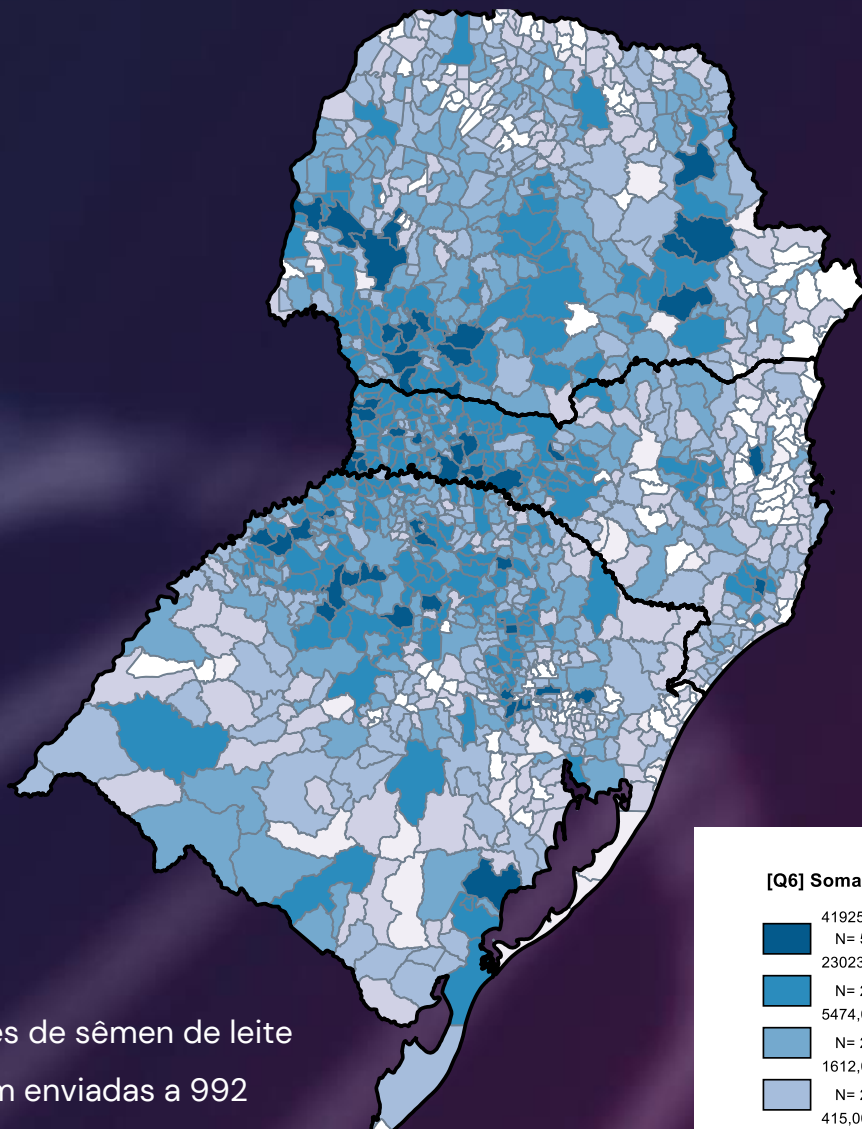 [Q6] Soma
41925
N= 5
23023
N= 2
5474,0
N= 2
1612,0
N= 2
415,00
es de sêmen de leite
m enviadas a 992